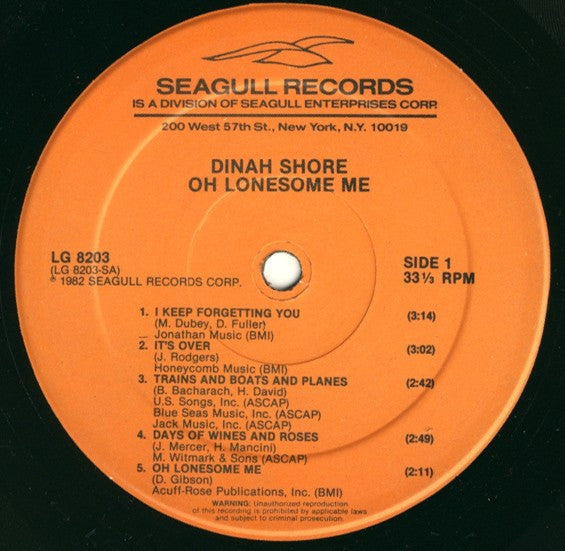 SEAGULL RECORDS
IS A DIVISION OF SEAGULL ENTERPRISES CORP.
200 West 57th St., New York, N.Y. 10019
DINAH SHORE
OH LONESOME ME
LG 8203
(LG 8203-SA)
℗ 1982 SEAGULL RECORDS CORP.
SIDE 1
33⅓ RPM
1. I KEEP FORGETTING YOU (3:14)
(M. Dubey, D. Fuller)
Jonathan Music (BMI)
2. IT'S OVER (3:02)
(J. Rodgers)
Honeycomb Music (BMI)
3. TRAINS AND BOATS AND PLANES (2:42)
(B. Bacharach, H. David)
U.S. Songs, Inc. (ASCAP)
Blue Seas Music, Inc. (ASCAP)
Jack Music, Inc. (ASCAP)
4. DAYS OF WINES AND ROSES (2:49)
(J. Mercer, H. Mancini)
M. Witmark & Sons (ASCAP)
5. OH LONESOME ME (2:11)
(D. Gibson)
Acuff-Rose Publications, Inc. (BMI)
WARNING: Unauthorized reproduction
of this recording is prohibited by applicable laws
and subject to criminal prosecution.